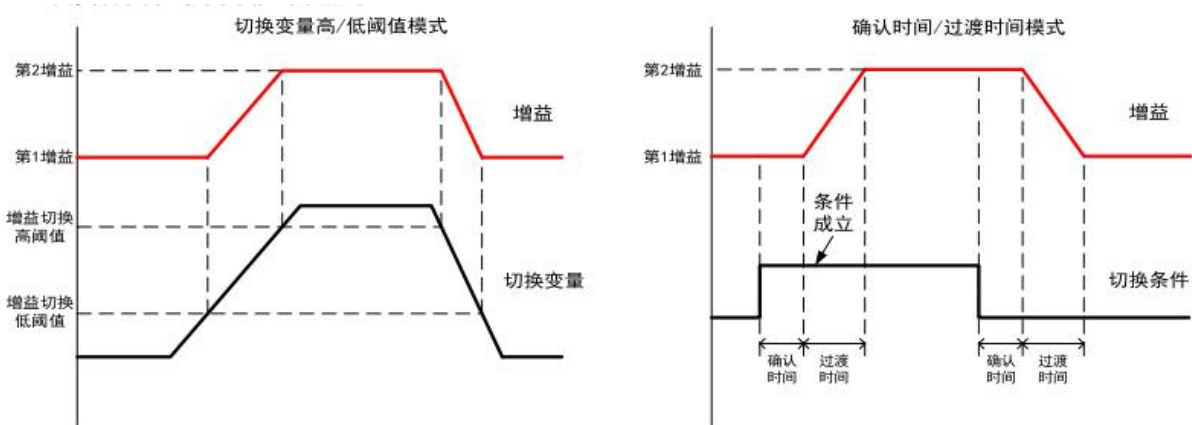 切换变量高/低阈值模式
第2增益
增益
第1增益
增益切换
高阈值
切换变量
增益切换
低阈值
确认时间/过渡时间模式
第2增益
增益
第1增益
条件
成立
切换条件
确认
时间
过渡
时间
确认
时间
过渡
时间